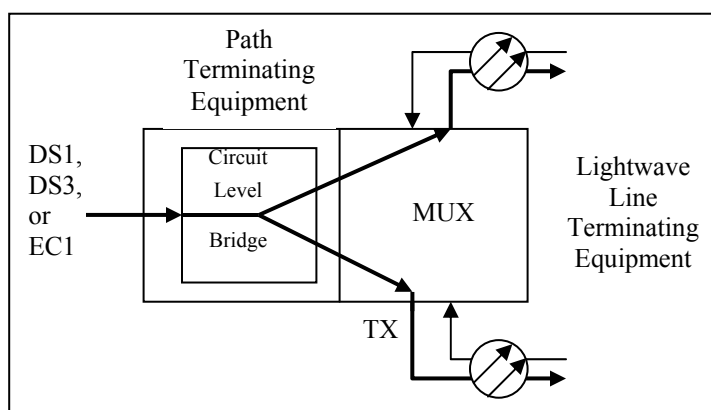 Path
Terminating
Equipment
DS1,
DS3,
or
EC1
Circuit
Level
Bridge
MUX
Lightwave
Line
Terminating
Equipment
TX